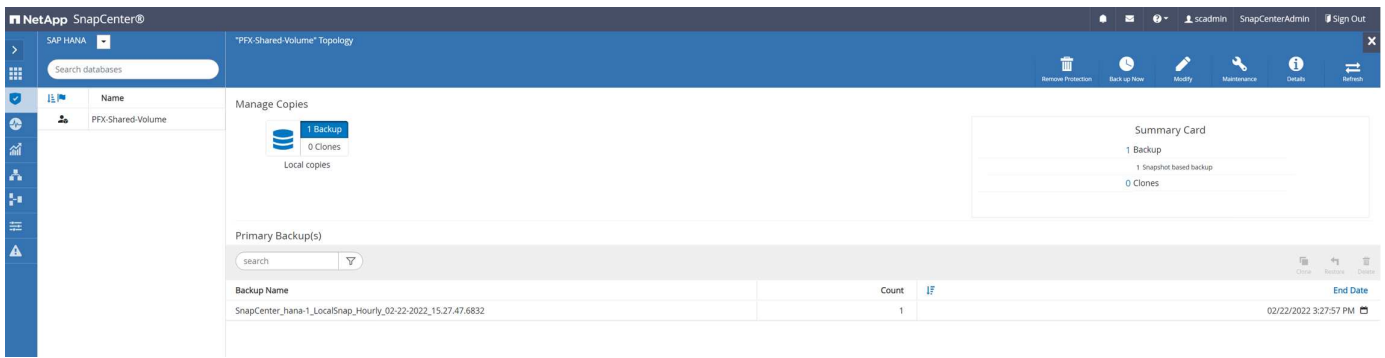 NetApp SnapCenter®
scadmin SnapCenterAdmin Sign Out
SAP HANA
"PFX-Shared-Volume" Topology
Search databases
Remove Protection Back up Now Modify Maintenance Details Refresh
Name
PFX-Shared-Volume
Manage Copies
1 Backup
0 Clones
Local copies
Summary Card
1 Backup
1 Snapshot based backup
0 Clones
Primary Backup(s)
search
Clone Restore Delete
Backup Name Count End Date
SnapCenter_hana-1_LocalSnap_Hourly_02-22-2022_15.27.47.6832 1 02/22/2022 3:27:57 PM